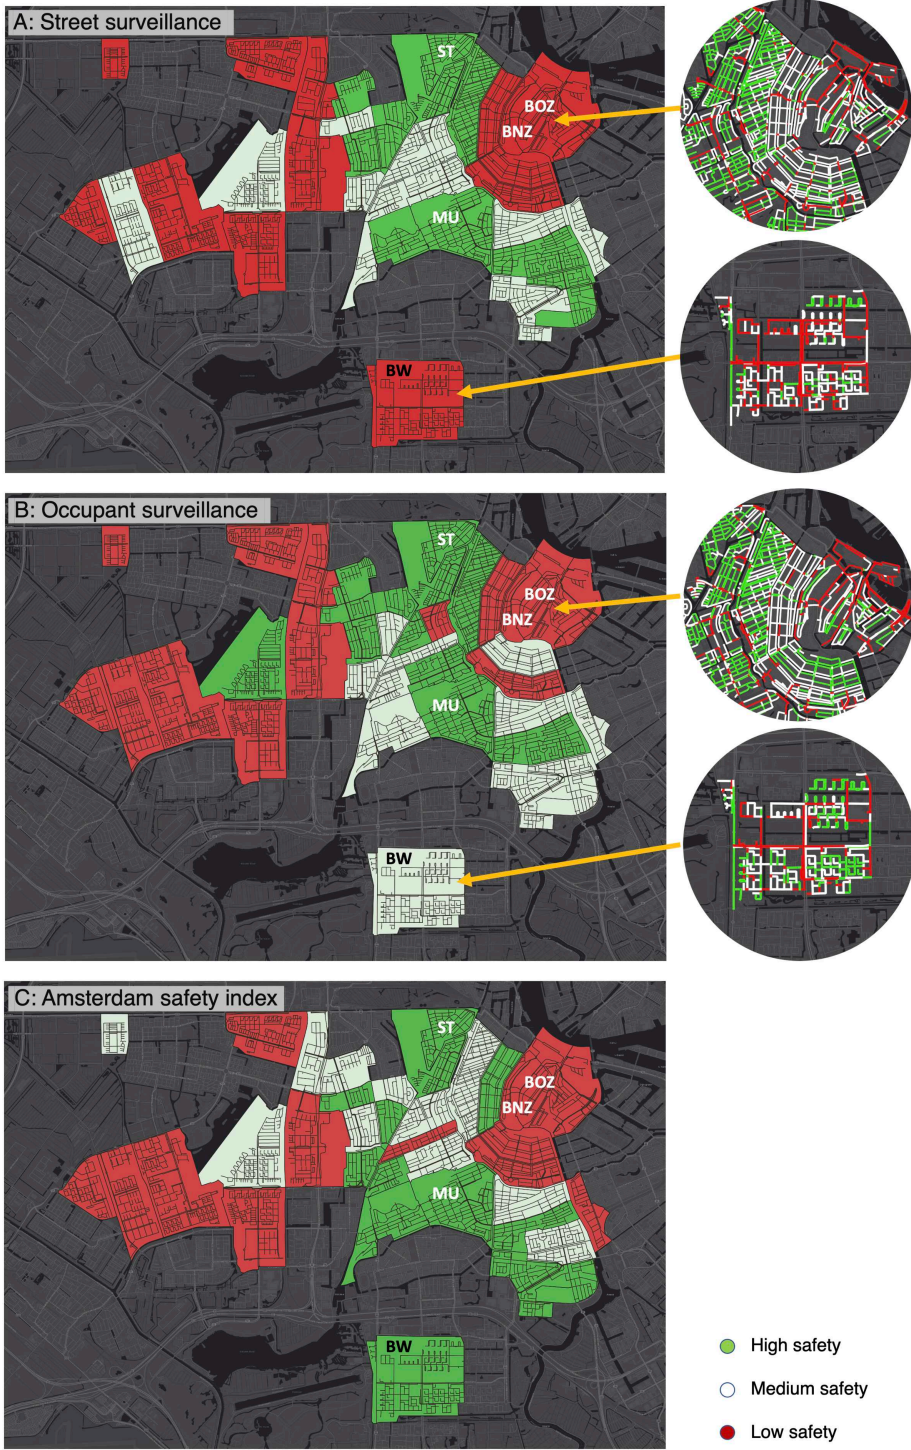 A: Street surveillance
ST
BOZ
BNZ
MU
BW
B: Occupant surveillance
ST
BOZ
BNZ
MU
BW
C: Amsterdam safety index
ST
BOZ
BNZ
MU
BW
High safety
Medium safety
Low safety